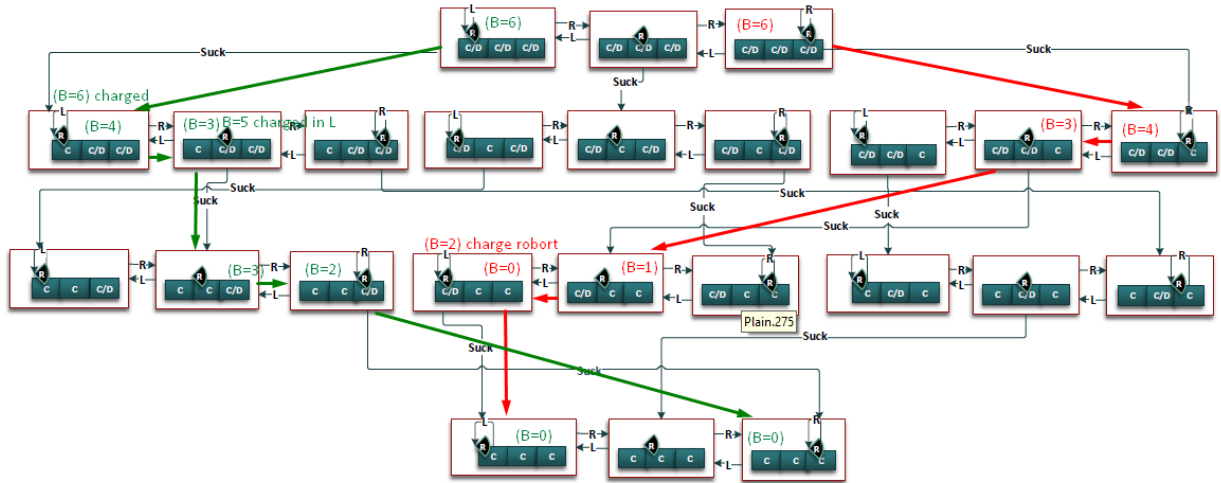 L R
(B=6) R R (B=6)
R L R L R
C/D C/D C/D C/D C/D C/D C/D C/D C/D
Suck Suck
Suck
(B=6) charged
L R L R L R
(B=4) R (B=3) B=5 charged in L R R R R R (B=3) R (B=4)
R L R L R R L R L R R L R L R
C C/D C/D C C/D C/D C C/D C/D C/D C C/D C/D C C/D C/D C C/D C/D C/D C C/D C/D C C/D C/D C
Suck Suck Suck
Suck Suck Suck
(B=2) charge robort
L R L R L R
R R (B=3) R (B=2) (B=0) R (B=1) R R R
R L R L R R L R L R R L R L R
C C C/D C C C/D C C C/D C/D C C C/D C C C/D C C C/D C/D C C/D C/D C C/D C/D C
Plain.275
Suck Suck Suck
Suck
L R
(B=0) R R (B=0)
R L R L R
C C C C C C C C C